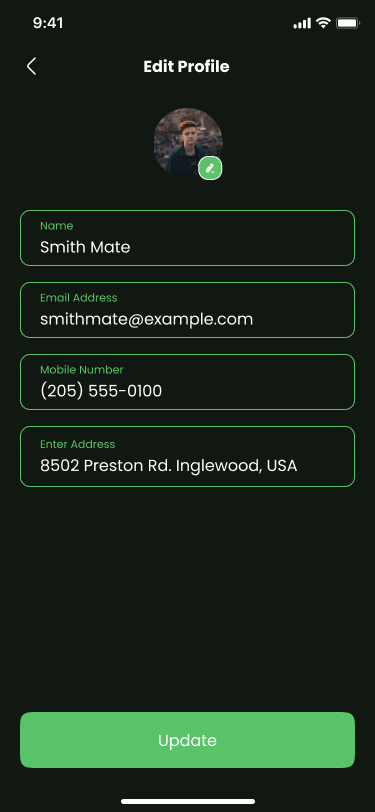 9:41
Edit Profile
Name
Smith Mate
Email Address
smithmate@example.com
Mobile Number
(205) 555-0100
Enter Address
8502 Preston Rd. Inglewood, USA
Update